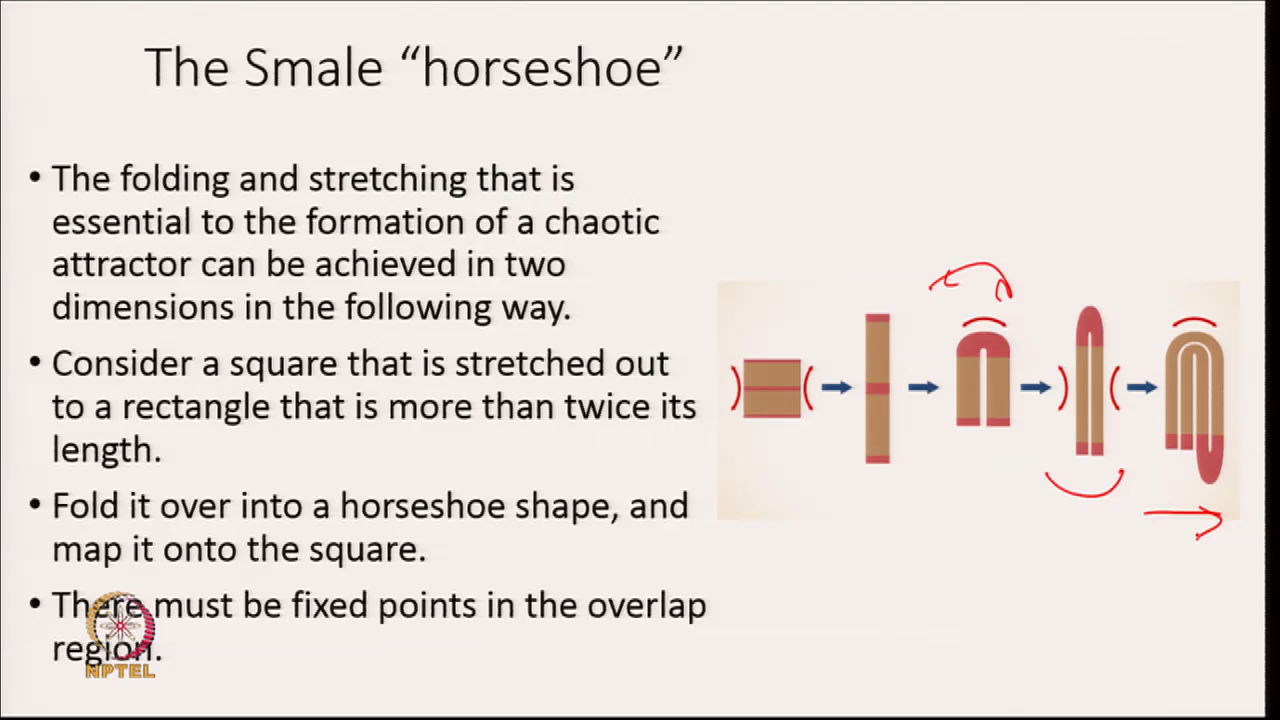 The Smale “horseshoe”
• The folding and stretching that is
essential to the formation of a chaotic
attractor can be achieved in two
dimensions in the following way.
• Consider a square that is stretched out
to a rectangle that is more than twice its
length.
• Fold it over into a horseshoe shape, and
map it onto the square.
• There must be fixed points in the overlap
region.
NPTEL